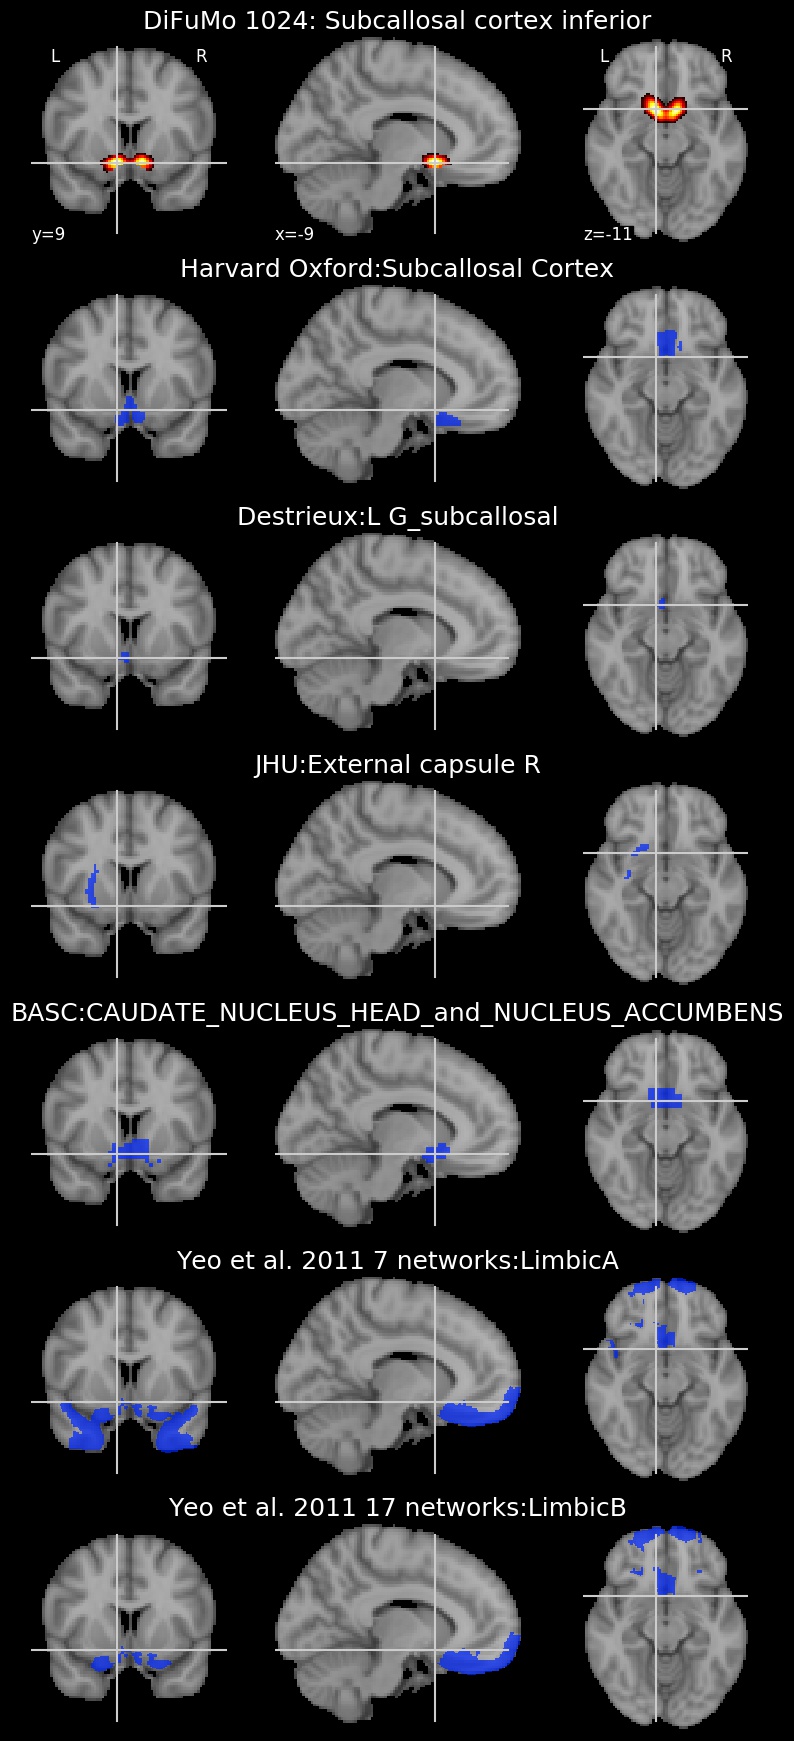 DiFuMo 1024: Subcallosal cortex inferior
L R L R
y=9 x=-9 z=-11
Harvard Oxford:Subcallosal Cortex
Destrieux:L G_subcallosal
JHU:External capsule R
BASC:CAUDATE_NUCLEUS_HEAD_and_NUCLEUS_ACCUMBENS
Yeo et al. 2011 7 networks:LimbicA
Yeo et al. 2011 17 networks:LimbicB